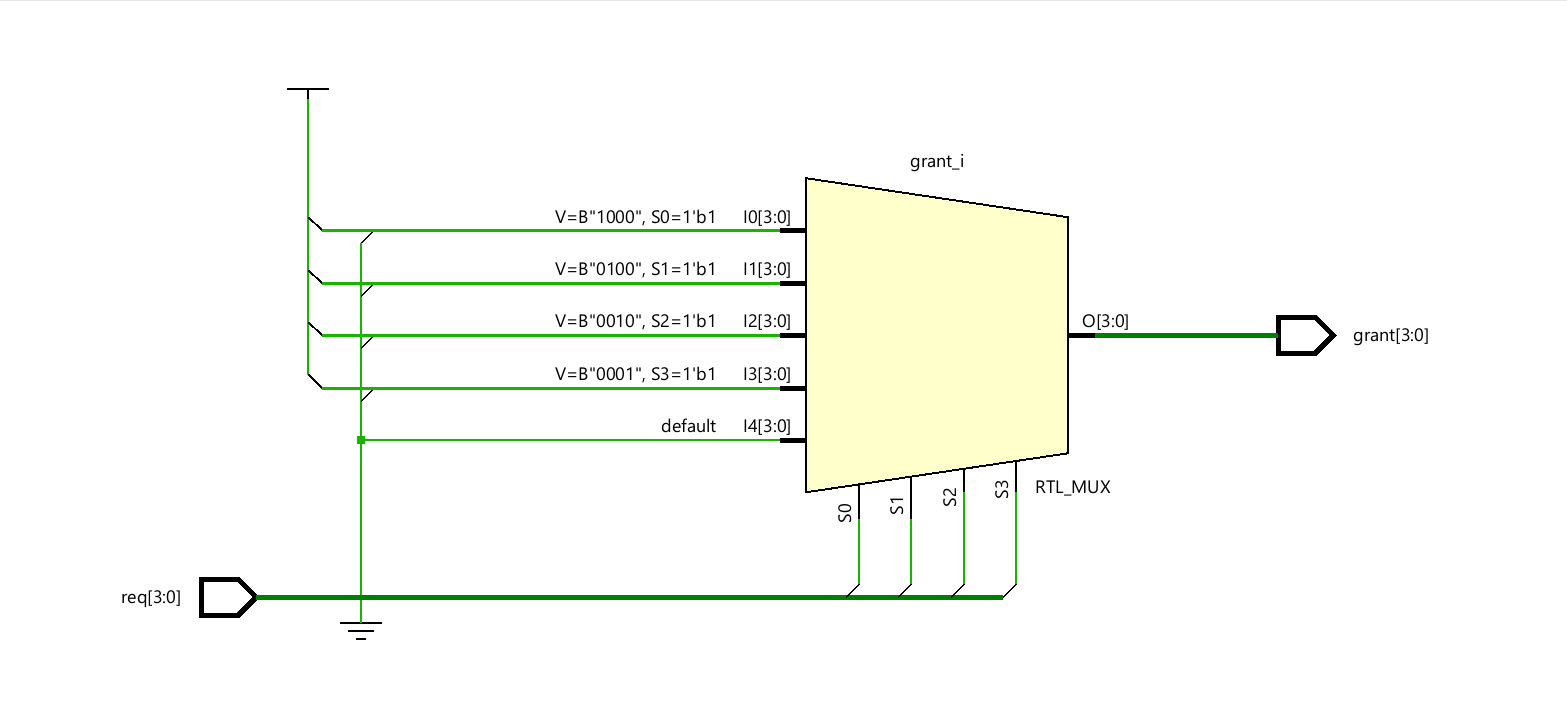 grant_i
V=B"1000", S0=1'b1 I0[3:0]
V=B"0100", S1=1'b1 I1[3:0]
V=B"0010", S2=1'b1 I2[3:0]
O[3:0]
grant[3:0]
V=B"0001", S3=1'b1 I3[3:0]
default I4[3:0]
S0
S1
S2
S3
RTL_MUX
req[3:0]